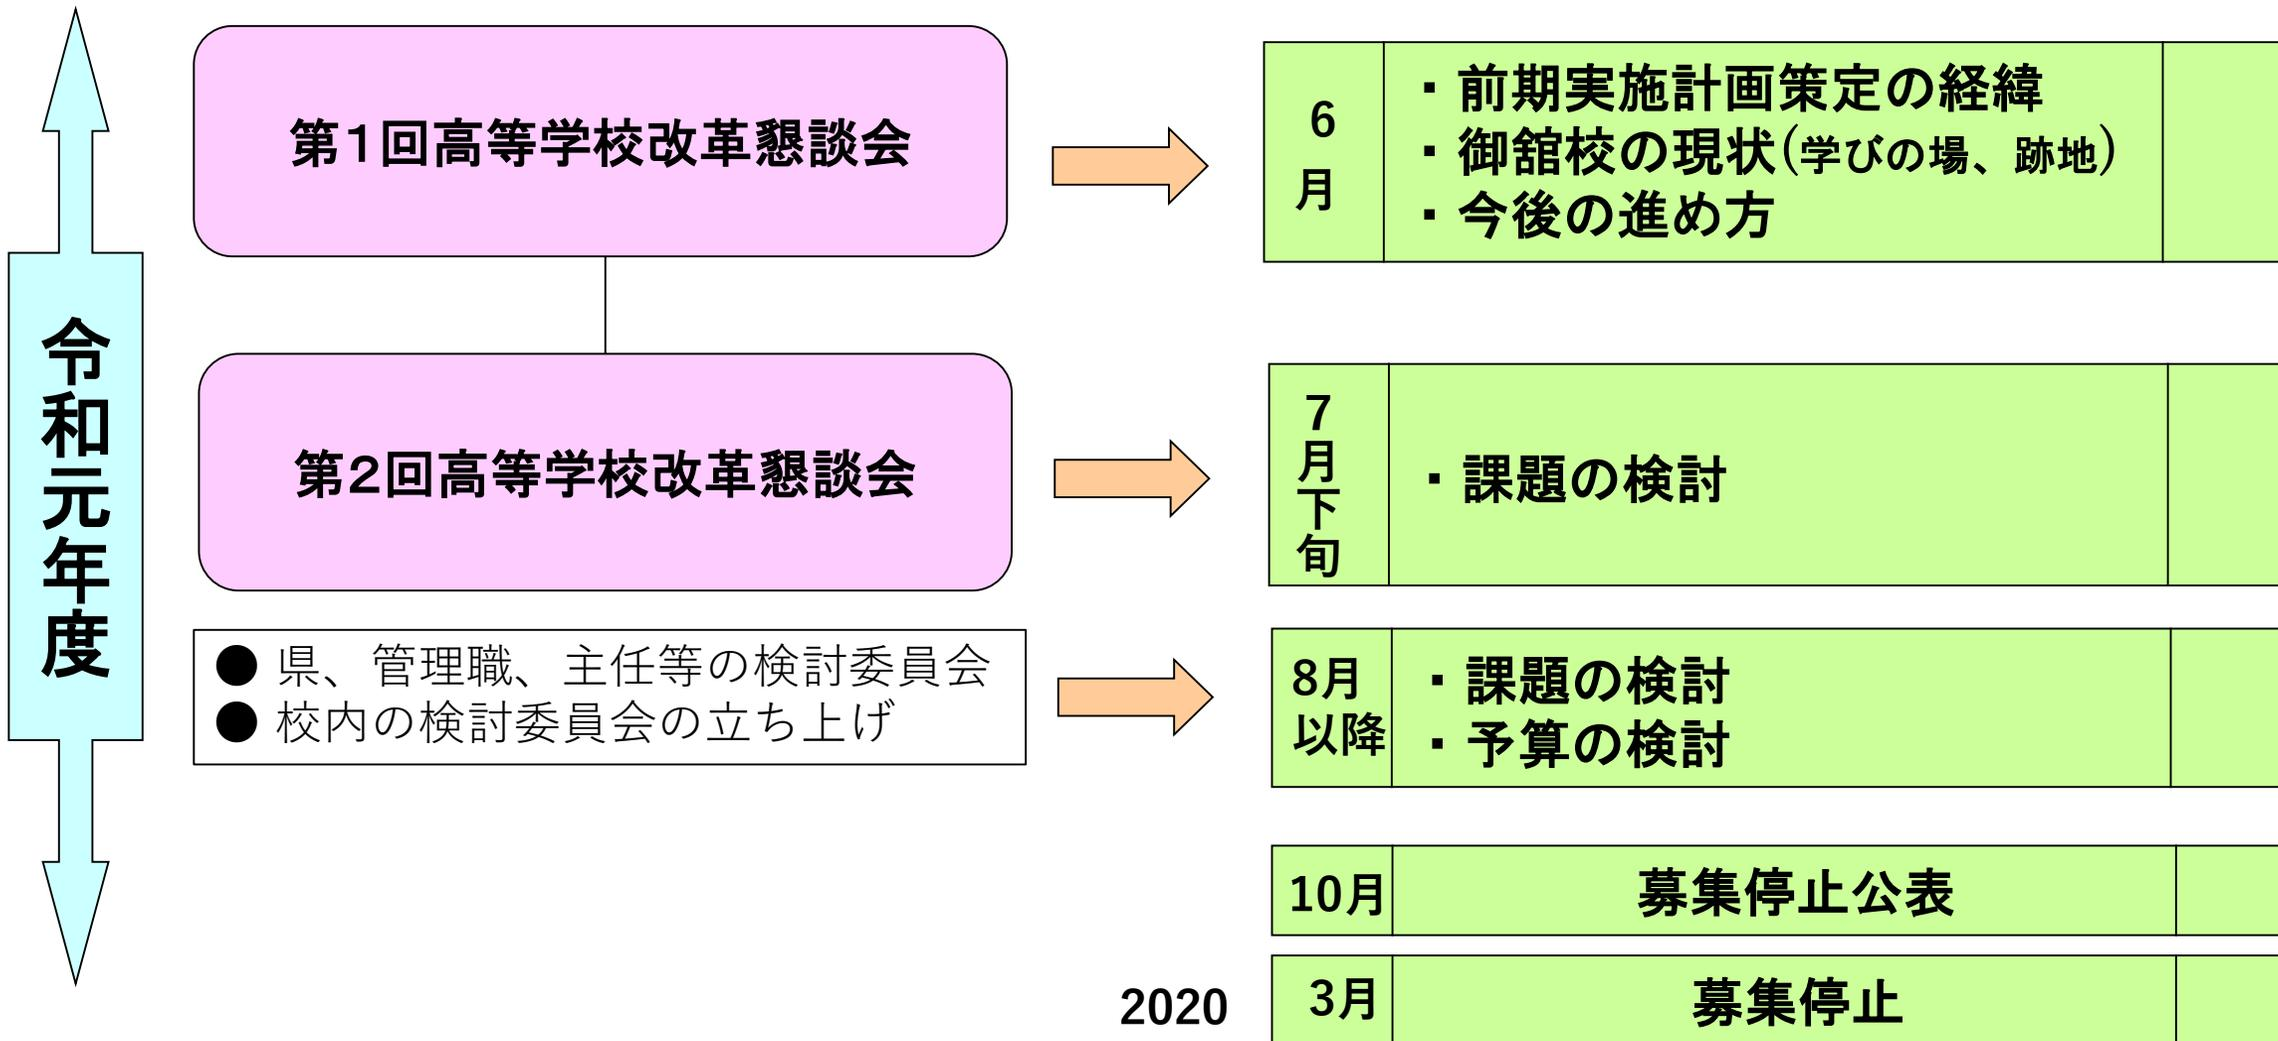 令和元年度
第1回高等学校改革懇談会
6
月
・前期実施計画策定の経緯
・御舘校の現状(学びの場、跡地)
・今後の進め方
第2回高等学校改革懇談会
7
月
下
旬
・課題の検討
● 県、管理職、主任等の検討委員会
● 校内の検討委員会の立ち上げ
8月
以降
・課題の検討
・予算の検討
10月
募集停止公表
2020
3月
募集停止